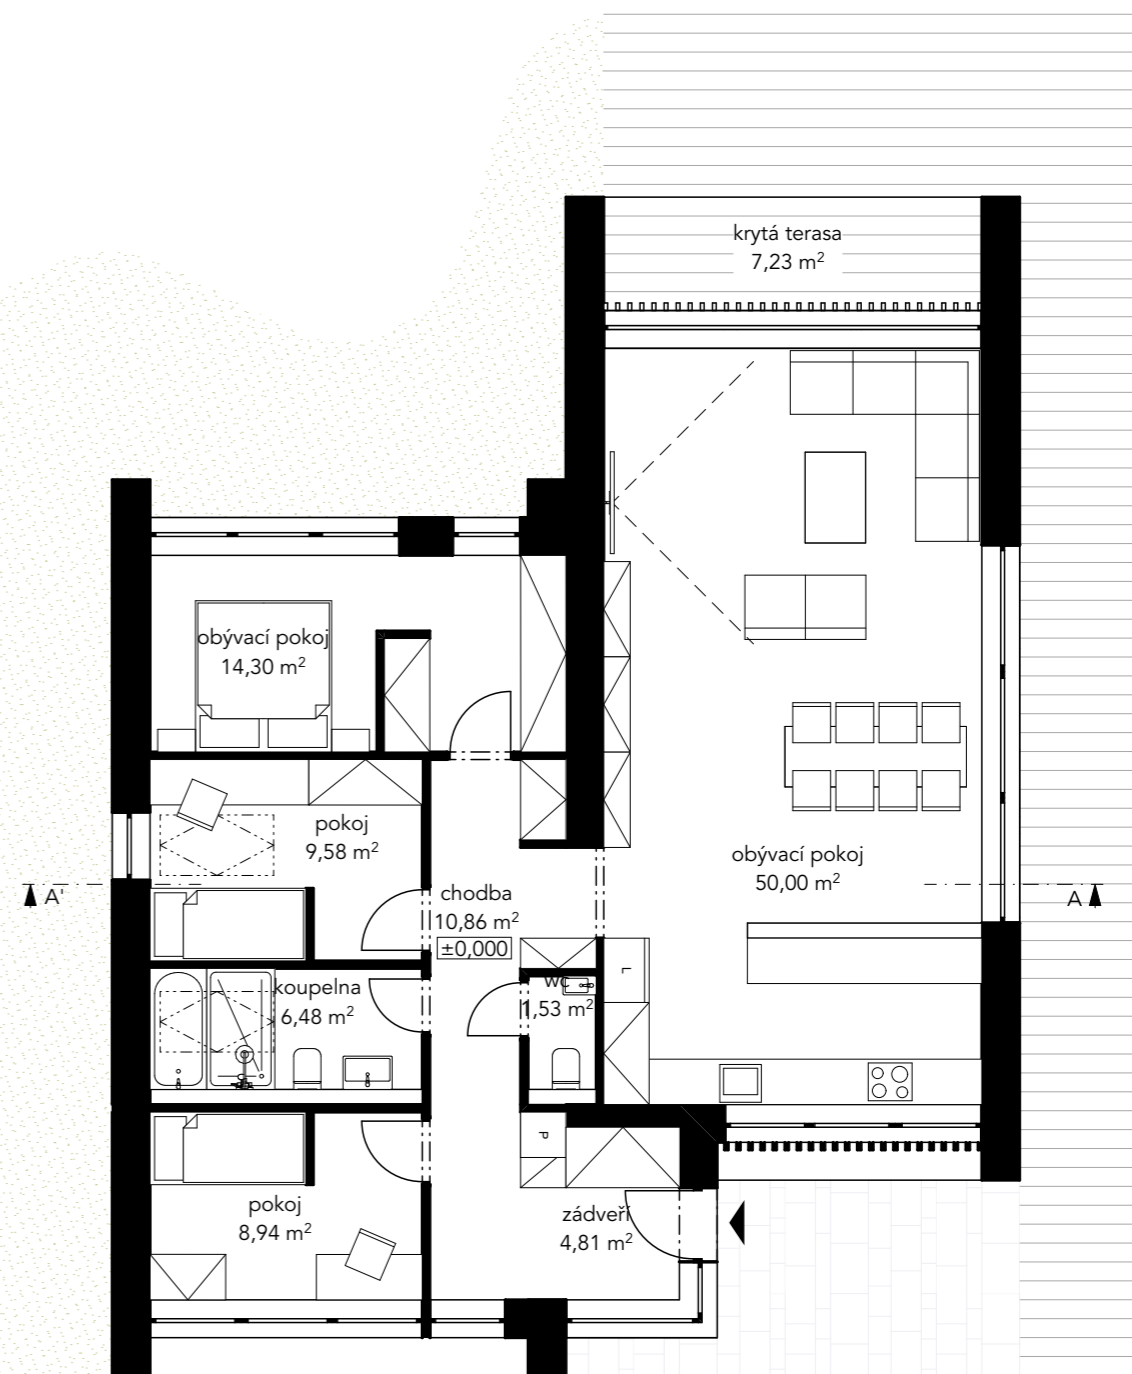 krytá terasa
7,23 m²
obývací pokoj
14,30 m²
pokoj
9,58 m²
obývací pokoj
50,00 m²
A'
chodba
10,86 m²
±0,000
A
L
wc
1,53 m²
koupelna
6,48 m²
P
pokoj
8,94 m²
zádveří
4,81 m²